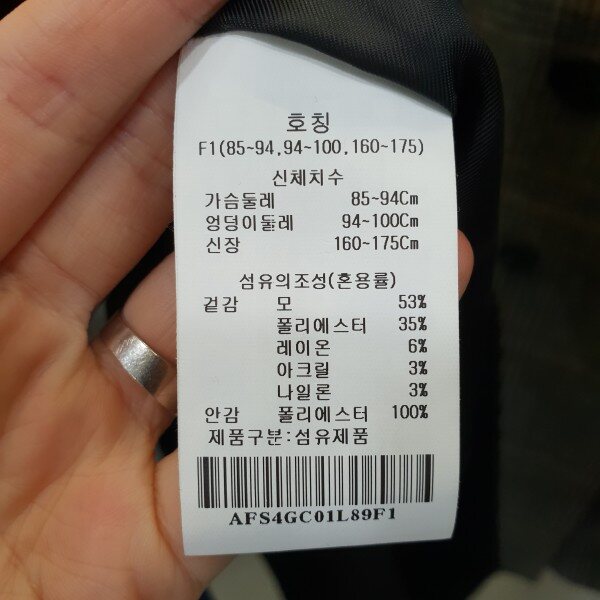 호칭
F1(85~94,94~100,160~175)
신체치수
가슴둘레 85~94Cm
엉덩이둘레 94~100Cm
신장 160~175Cm
섬유의조성(혼용률)
겉감 모 53%
폴리에스터 35%
레이온 6%
아크릴 3%
나일론 3%
안감 폴리에스터 100%
제품구분:섬유제품
AFS4GC01L89F1